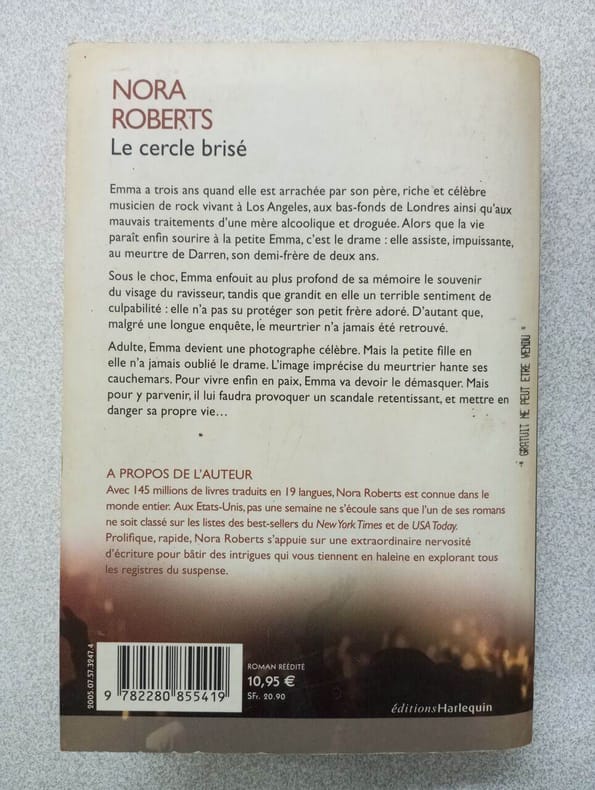 NORA
ROBERTS
Le cercle brisé
Emma a trois ans quand elle est arrachée par son père, riche et célèbre
musicien de rock vivant à Los Angeles, aux bas-fonds de Londres ainsi qu'aux
mauvais traitements d'une mère alcoolique et droguée. Alors que la vie
paraît enfin sourire à la petite Emma, c'est le drame : elle assiste, impuissante,
au meurtre de Darren, son demi-frère de deux ans.
Sous le choc, Emma enfouit au plus profond de sa mémoire le souvenir
du visage du ravisseur, tandis que grandit en elle un terrible sentiment de
culpabilité : elle n'a pas su protéger son petit frère adoré. D'autant que,
malgré une longue enquête, le meurtrier n'a jamais été retrouvé.
Adulte, Emma devient une photographe célèbre. Mais la petite fille en
elle n'a jamais oublié le drame. L'image imprécise du meurtrier hante ses
cauchemars. Pour vivre enfin en paix, Emma va devoir le démasquer. Mais
pour y parvenir, il lui faudra provoquer un scandale retentissant, et mettre en
danger sa propre vie…
* GRATUIT NE PEUT ETRE VENDU *
A PROPOS DE L'AUTEUR
Avec 145 millions de livres traduits en 19 langues, Nora Roberts est connue dans le
monde entier. Aux Etats-Unis, pas une semaine ne s'écoule sans que l'un de ses romans
ne soit classé sur les listes des best-sellers du New York Times et de USA Today.
Prolifique, rapide, Nora Roberts s'appuie sur une extraordinaire nervosité
d'écriture pour bâtir des intrigues qui vous tiennent en haleine en explorant tous
les registres du suspense.
2005.07.57.3247.4
9 782280 855419
ROMAN RÉÉDITÉ
10,95 €
SFr. 20.90
éditionsHarlequin